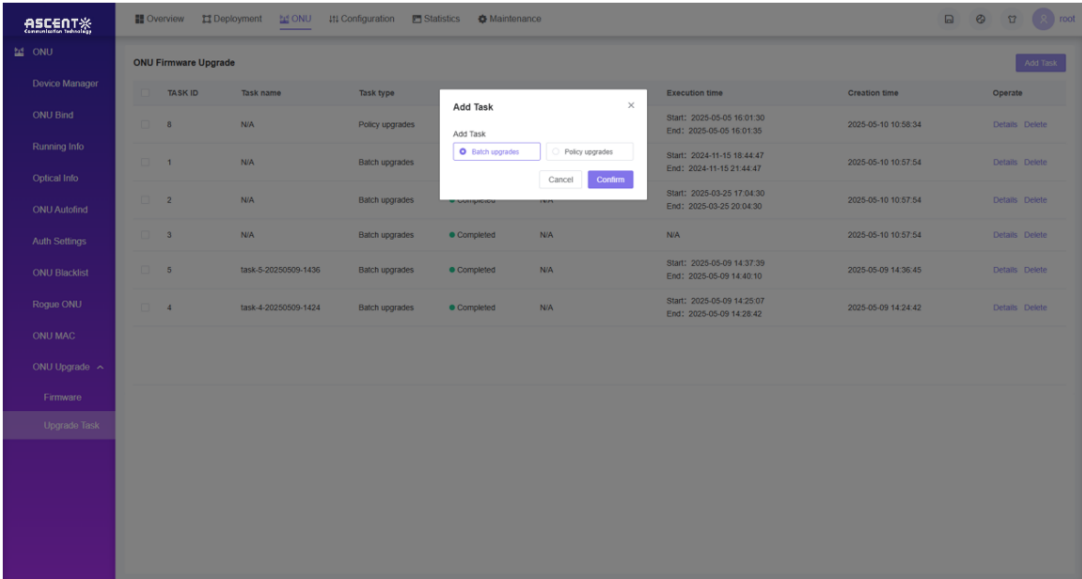 ASCENT
Communication Technology
Overview Deployment ONU Configuration Statistics Maintenance root
ONU
Device Manager
ONU Bind
Running Info
Optical Info
ONU Autofind
Auth Settings
ONU Blacklist
Rogue ONU
ONU MAC
ONU Upgrade
Firmware
Upgrade Task
ONU Firmware Upgrade Add Task
TASK ID Task name Task type Execution time Creation time Operate
8 N/A Policy upgrades Start: 2025-05-05 16:01:30 End: 2025-05-05 16:01:35 2025-05-10 10:58:34 Details Delete
1 N/A Batch upgrades Start: 2024-11-15 18:44:47 End: 2024-11-15 21:44:47 2025-05-10 10:57:54 Details Delete
2 N/A Batch upgrades Completed N/A Start: 2025-03-25 17:04:30 End: 2025-03-25 20:04:30 2025-05-10 10:57:54 Details Delete
3 N/A Batch upgrades Completed N/A N/A 2025-05-10 10:57:54 Details Delete
5 task-5-20250509-1436 Batch upgrades Completed N/A Start: 2025-05-09 14:37:39 End: 2025-05-09 14:40:10 2025-05-09 14:36:45 Details Delete
4 task-4-20250509-1424 Batch upgrades Completed N/A Start: 2025-05-09 14:25:07 End: 2025-05-09 14:28:42 2025-05-09 14:24:42 Details Delete
Add Task
Add Task
Batch upgrades Policy upgrades
Cancel Confirm